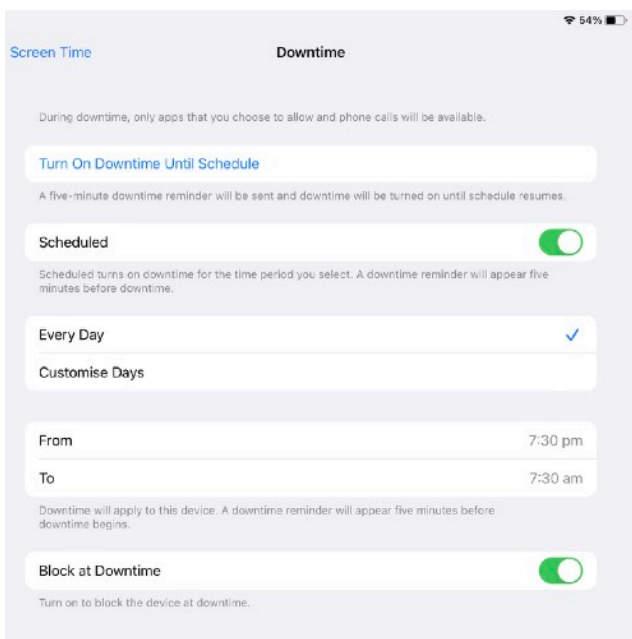 54%
Screen Time
Downtime
During downtime, only apps that you choose to allow and phone calls will be available.
Turn On Downtime Until Schedule
A five-minute downtime reminder will be sent and downtime will be turned on until schedule resumes.
Scheduled
Scheduled turns on downtime for the time period you select. A downtime reminder will appear five
minutes before downtime.
Every Day
Customise Days
From 7:30 pm
To 7:30 am
Downtime will apply to this device. A downtime reminder will appear five minutes before
downtime begins.
Block at Downtime
Turn on to block the device at downtime.